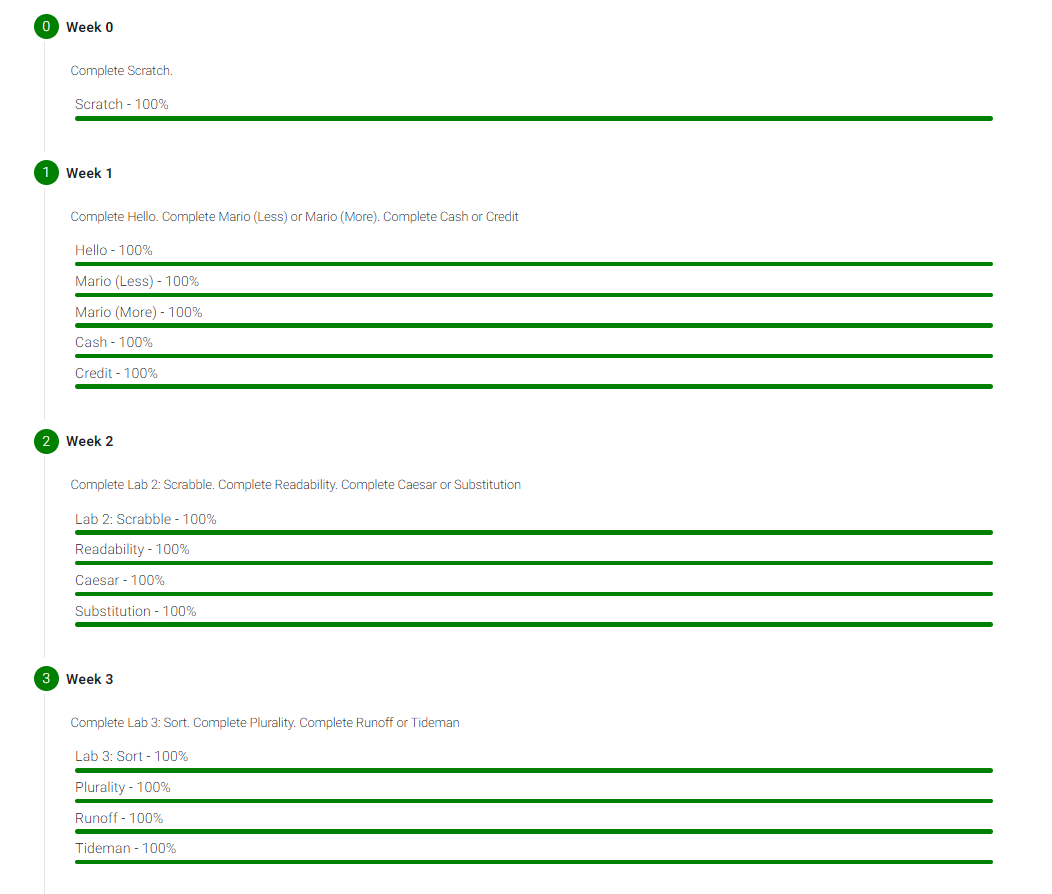 0 Week 0
Complete Scratch.
Scratch - 100%
1 Week 1
Complete Hello. Complete Mario (Less) or Mario (More). Complete Cash or Credit
Hello - 100%
Mario (Less) - 100%
Mario (More) - 100%
Cash - 100%
Credit - 100%
2 Week 2
Complete Lab 2: Scrabble. Complete Readability. Complete Caesar or Substitution
Lab 2: Scrabble - 100%
Readability - 100%
Caesar - 100%
Substitution - 100%
3 Week 3
Complete Lab 3: Sort. Complete Plurality. Complete Runoff or Tideman
Lab 3: Sort - 100%
Plurality - 100%
Runoff - 100%
Tideman - 100%